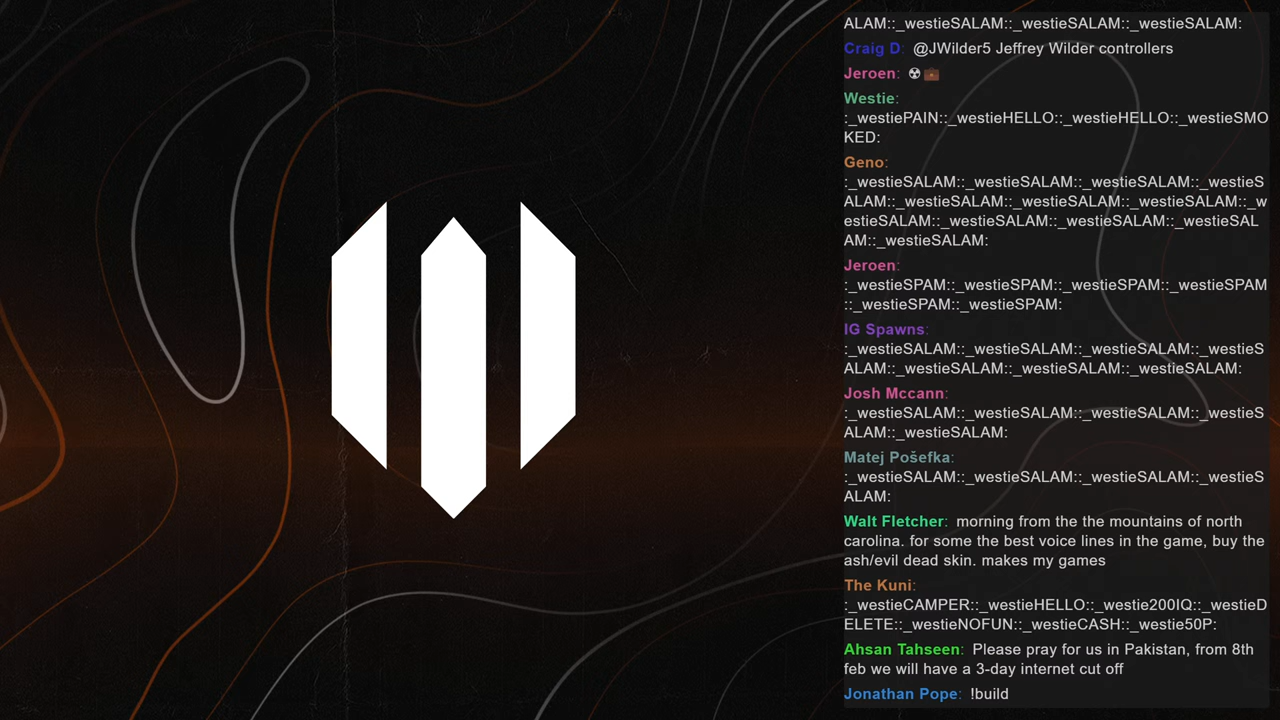 ALAM::_westieSALAM::_westieSALAM::_westieSALAM:
Craig D: @JWilder5 Jeffrey Wilder controllers
Jeroen: ☢💼
Westie:
:_westiePAIN::_westieHELLO::_westieHELLO::_westieSMO
KED:
Geno:
:_westieSALAM::_westieSALAM::_westieSALAM::_westieS
ALAM::_westieSALAM::_westieSALAM::_westieSALAM::_w
estieSALAM::_westieSALAM::_westieSALAM::_westieSAL
AM::_westieSALAM:
Jeroen:
:_westieSPAM::_westieSPAM::_westieSPAM::_westieSPAM
::_westieSPAM::_westieSPAM:
IG Spawns:
:_westieSALAM::_westieSALAM::_westieSALAM::_westieS
ALAM::_westieSALAM::_westieSALAM::_westieSALAM:
Josh Mccann:
:_westieSALAM::_westieSALAM::_westieSALAM::_westieS
ALAM::_westieSALAM:
Matej Pošefka:
:_westieSALAM::_westieSALAM::_westieSALAM::_westieS
ALAM:
Walt Fletcher: morning from the the mountains of north
carolina. for some the best voice lines in the game, buy the
ash/evil dead skin. makes my games
The Kuni:
:_westieCAMPER::_westieHELLO::_westie200IQ::_westieD
ELETE::_westieNOFUN::_westieCASH::_westie50P:
Ahsan Tahseen: Please pray for us in Pakistan, from 8th
feb we will have a 3-day internet cut off
Jonathan Pope: !build